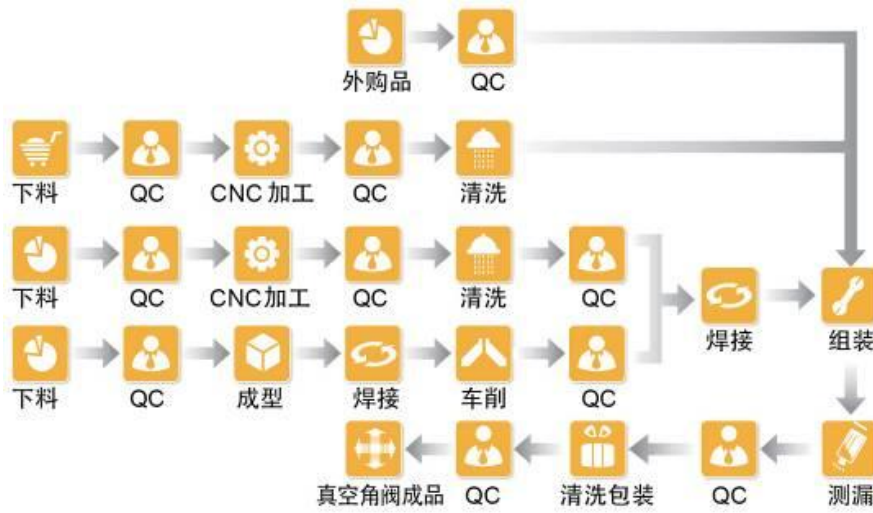 外购品 QC
下料 QC CNC 加工 QC 清洗
下料 QC CNC加工 QC 清洗 QC
焊接 组装
下料 QC 成型 焊接 车削 QC
真空角阀成品 QC 清洗包装 QC 测漏